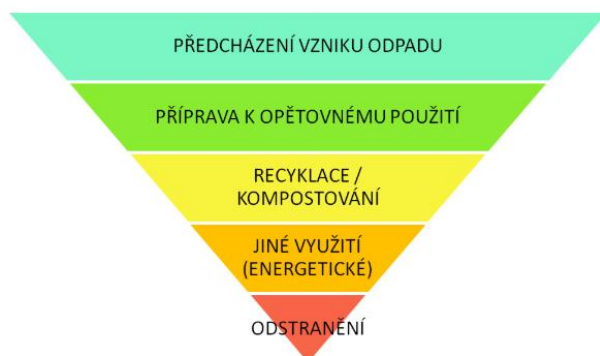 PŘEDCHÁZENÍ VZNIKU ODPADU
PŘÍPRAVA K OPĚTOVNÉMU POUŽITÍ
RECYKLACE /
KOMPOSTOVÁNÍ
JINÉ VYUŽITÍ
(ENERGETICKÉ)
ODSTRANĚNÍ